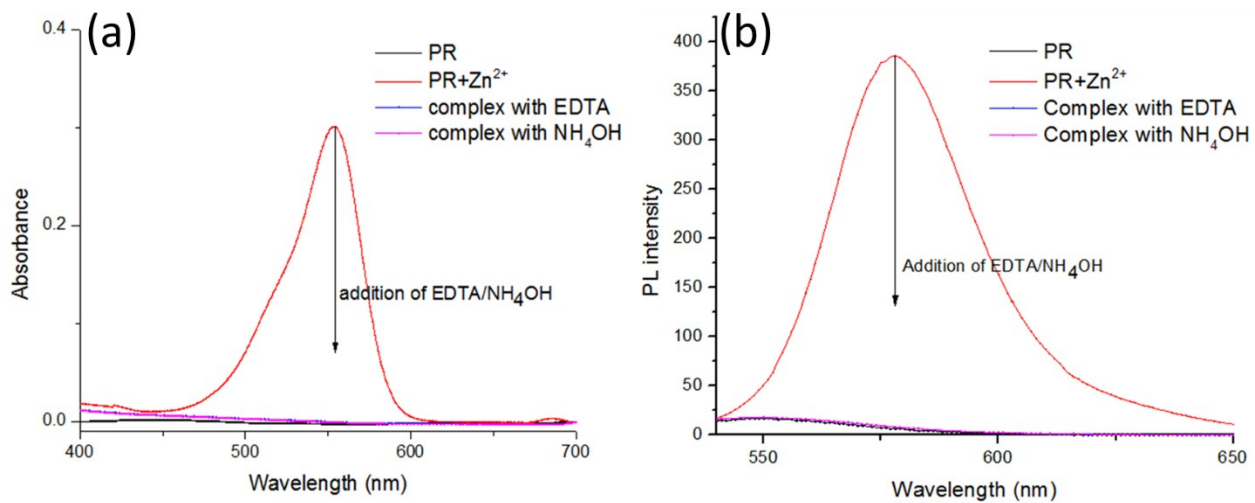 (a)
PR
PR+Zn²⁺
complex with EDTA
complex with NH₄OH
0.4
0.2
0.0
Absorbance
addition of EDTA/NH₄OH
400
500
600
700
Wavelength (nm)
(b)
PR
PR+Zn²⁺
Complex with EDTA
Complex with NH₄OH
400
350
300
250
200
150
100
50
0
PL intensity
Addition of EDTA/NH₄OH
550
600
650
Wavelength (nm)